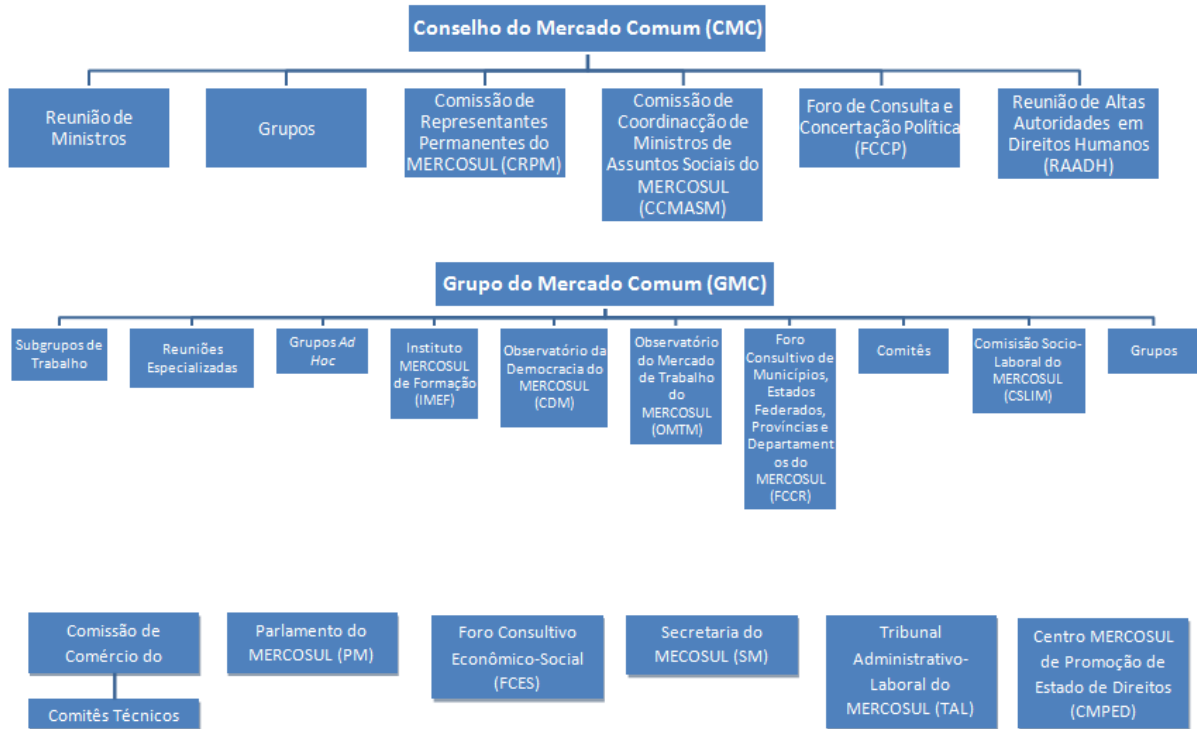 Conselho do Mercado Comum (CMC)
Reunião de
Ministros
Grupos
Comissão de
Representantes
Permanentes do
MERCOSUL (CRPM)
Comissão de
Coordinacção de
Ministros de
Assuntos Sociais do
MERCOSUL
(CCMASM)
Foro de Consulta e
Concertação Política
(FCCP)
Reunião de Altas
Autoridades em
Direitos Humanos
(RAADH)
Grupo do Mercado Comum (GMC)
Subgrupos de
Trabalho
Reuniões
Especializadas
Grupos Ad
Hoc
Instituto
MERCOSUL
de Formação
(IMEF)
Observatório da
Democracia do
MERCOSUL
(CDM)
Observatório
do Mercado
de Trabalho
do
MERCOSUL
(OMTM)
Foro
Consultivo de
Municípios,
Estados
Federados,
Províncias e
Departament
os do
MERCOSUL
(FCCR)
Comitês
Comisissão Socio-
Laboral do
MERCOSUL
(CSLIM)
Grupos
Comissão de
Comércio do
Comitês Técnicos
Parlamento do
MERCOSUL (PM)
Foro Consultivo
Econômico-Social
(FCES)
Secretaria do
MECOSUL (SM)
Tribunal
Administrativo-
Laboral do
MERCOSUL (TAL)
Centro MERCOSUL
de Promoção de
Estado de Direitos
(CMPED)